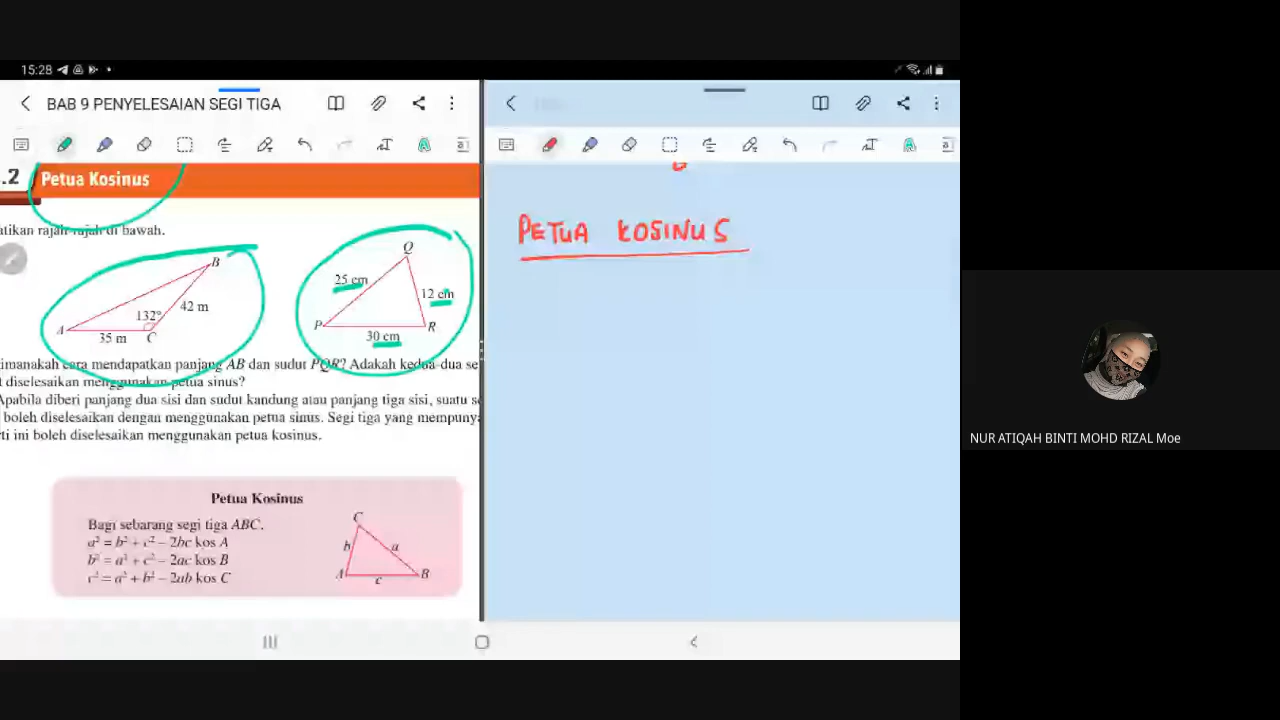 15:28
BAB 9 PENYELESAIAN SEGI TIGA
.2 Petua Kosinus
atikan rajah-rajah di bawah.
B
132°
42 m
A
35 m
C
Q
25 cm
12 cm
P
R
30 cm
imanakah cara mendapatkan panjang AB dan sudut PQR? Adakah kedua-dua se
t diselesaikan menggunakan petua sinus?
Apabila diberi panjang dua sisi dan sudut kandung atau panjang tiga sisi, suatu s
boleh diselesaikan dengan menggunakan petua sinus. Segi tiga yang mempuny
ti ini boleh diselesaikan menggunakan petua kosinus.
Petua Kosinus
Bagi sebarang segi tiga ABC.
a² = b² + c² – 2bc kos A
b² = a² + c² – 2ac kos B
c² = a² + b² – 2ab kos C
C
b
a
A
c
B
PETUA KOSINUS
NUR ATIQAH BINTI MOHD RIZAL Moe